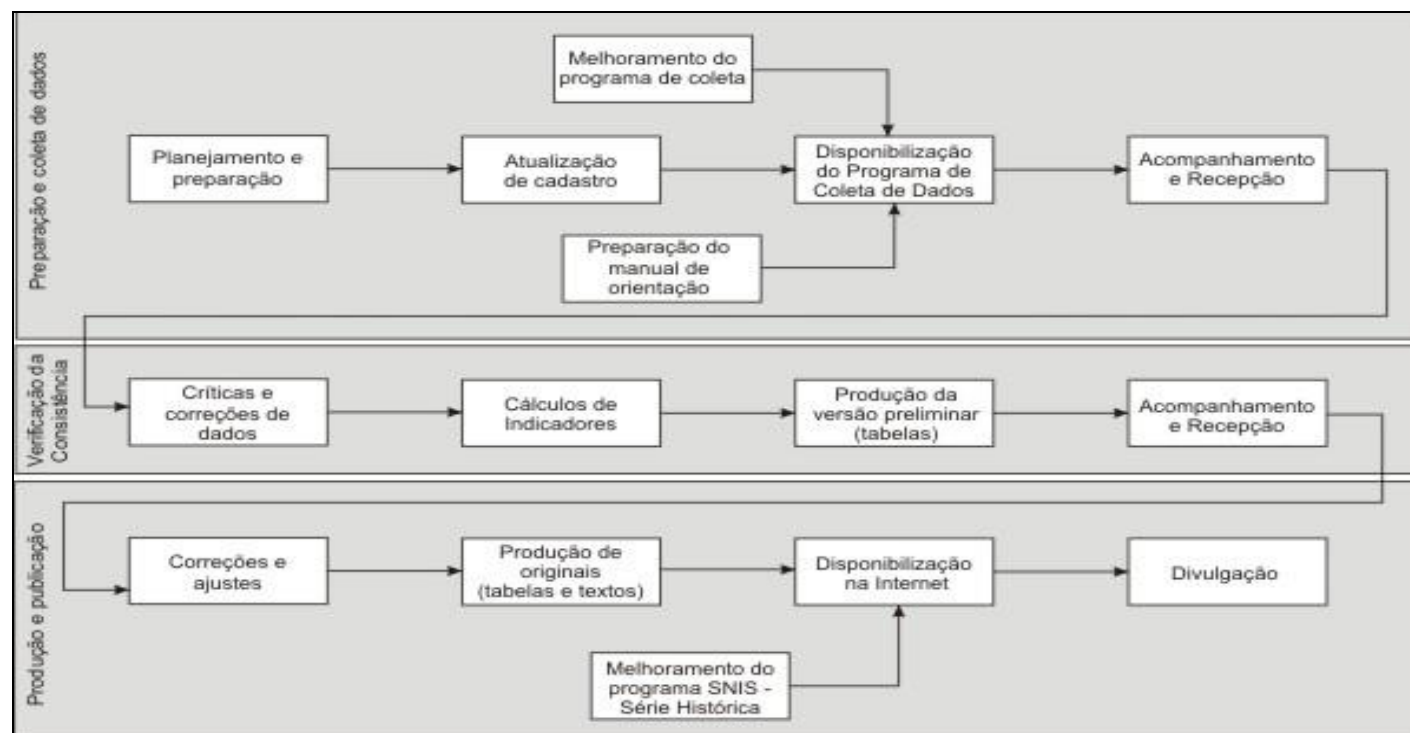 Preparação e coleta de dados
Melhoramento do
programa de coleta
Planejamento e
preparação
Atualização
de cadastro
Disponibilização
do Programa de
Coleta de Dados
Acompanhamento
e Recepção
Preparação do
manual de
orientação
Verificação da
Consistência
Críticas e
correções de
dados
Cálculos de
Indicadores
Produção da
versão preliminar
(tabelas)
Acompanhamento
e Recepção
Produção e publicação
Correções e
ajustes
Produção de
originais
(tabelas e textos)
Disponibilização
na Internet
Divulgação
Melhoramento do
programa SNIS -
Série Histórica